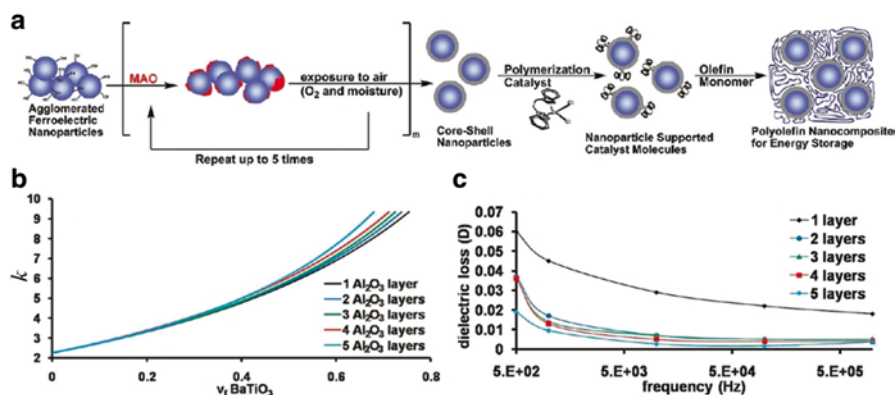 a
MAO
Agglomerated
Ferroelectric
Nanoparticles
exposure to air
(O₂ and moisture)
Repeat up to 5 times
m
Core-Shell
Nanoparticles
Polymerization
Catalyst
Nanoparticle Supported
Catalyst Molecules
Olefin
Monomer
Polyolefin Nanocomposite
for Energy Storage
b
10
9
8
7
6
5
4
3
2
k
0
0.2
0.4
0.6
0.8
vf BaTiO₃
1 Al₂O₃ layer
2 Al₂O₃ layers
3 Al₂O₃ layers
4 Al₂O₃ layers
5 Al₂O₃ layers
c
0.07
0.06
0.05
0.04
0.03
0.02
0.01
0
dielectric loss (D)
5.E+02
5.E+03
5.E+04
5.E+05
frequency (Hz)
1 layer
2 layers
3 layers
4 layers
5 layers